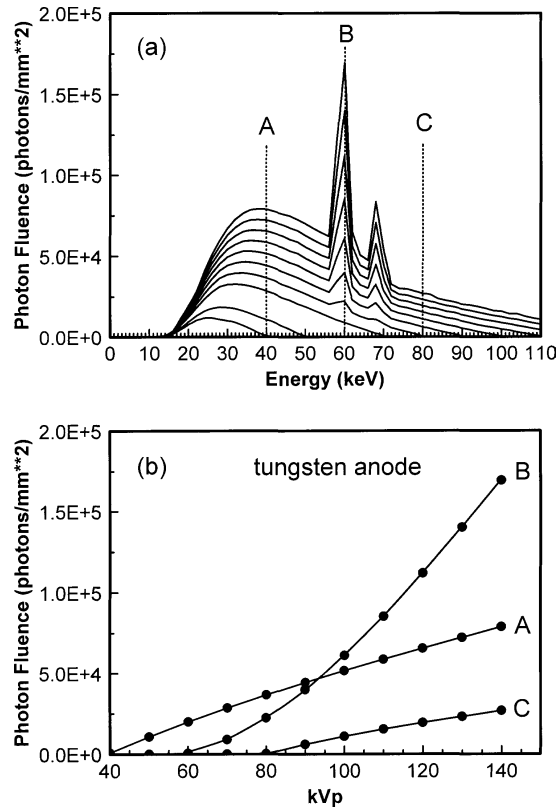 (a)
Photon Fluence (photons/mm**2)
2.0E+5
1.5E+5
1.0E+5
5.0E+4
0.0E+0
A
B
C
0 10 20 30 40 50 60 70 80 90 100 110
Energy (keV)
(b) tungsten anode
Photon Fluence (photons/mm**2)
2.0E+5
1.5E+5
1.0E+5
5.0E+4
0.0E+0
B
A
C
40 60 80 100 120 140
kVp